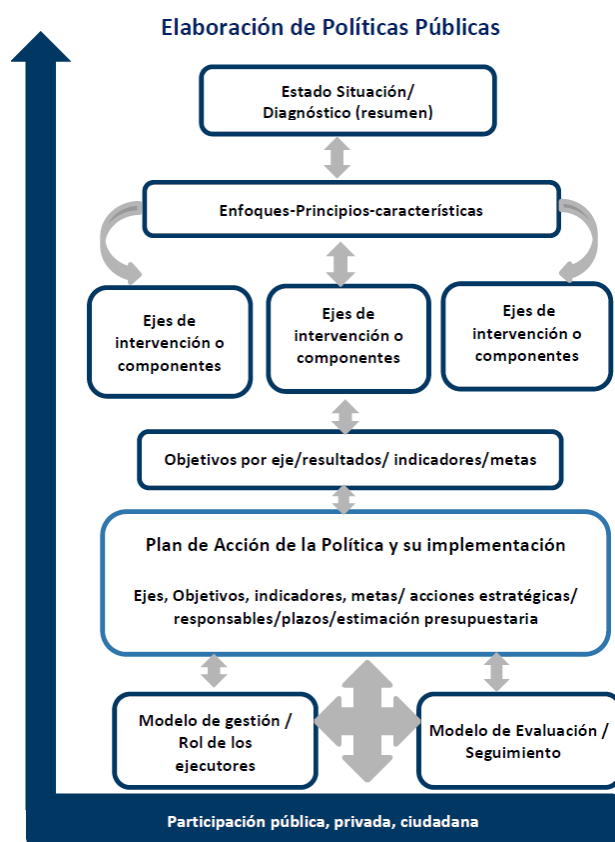 Elaboración de Políticas Públicas
Estado Situación/
Diagnóstico (resumen)
Enfoques-Principios-características
Ejes de
intervención o
componentes
Ejes de
intervención o
componentes
Ejes de
intervención o
componentes
Objetivos por eje/resultados/ indicadores/metas
Plan de Acción de la Política y su implementación
Ejes, Objetivos, indicadores, metas/ acciones estratégicas/
responsables/plazos/estimación presupuestaria
Modelo de gestión /
Rol de los
ejecutores
Modelo de Evaluación /
Seguimiento
Participación pública, privada, ciudadana